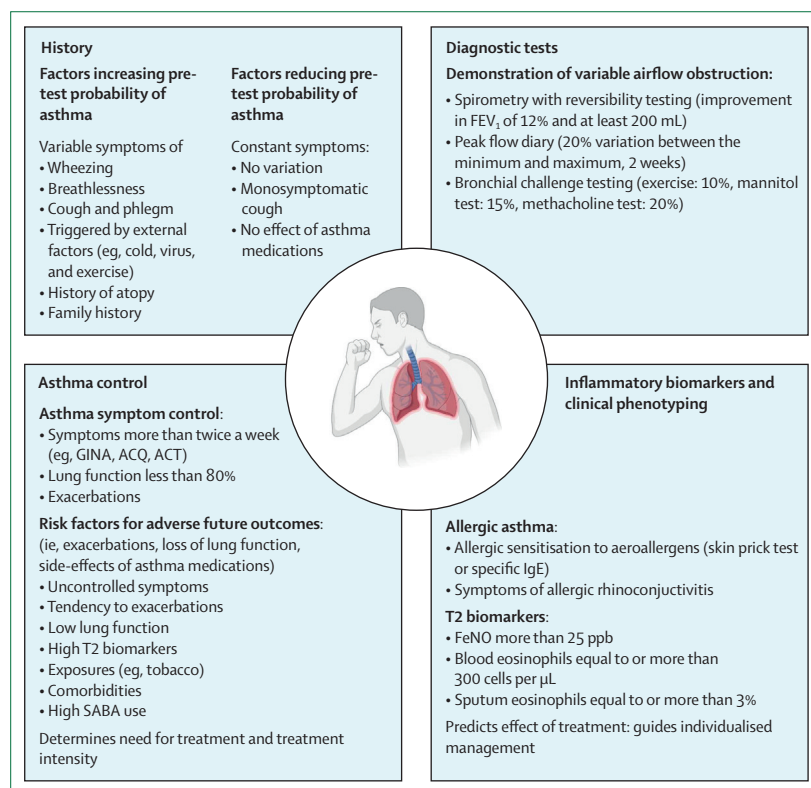 History
Factors increasing pre-
test probability of
asthma
Variable symptoms of
• Wheezing
• Breathlessness
• Cough and phlegm
• Triggered by external
factors (eg, cold, virus,
and exercise)
• History of atopy
• Family history
Factors reducing pre-
test probability of
asthma
Constant symptoms:
• No variation
• Monosymptomatic
cough
• No effect of asthma
medications
Diagnostic tests
Demonstration of variable airflow obstruction:
• Spirometry with reversibility testing (improvement
in FEV₁ of 12% and at least 200 mL)
• Peak flow diary (20% variation between the
minimum and maximum, 2 weeks)
• Bronchial challenge testing (exercise: 10%, mannitol
test: 15%, methacholine test: 20%)
Asthma control
Asthma symptom control:
• Symptoms more than twice a week
(eg, GINA, ACQ, ACT)
• Lung function less than 80%
• Exacerbations
Risk factors for adverse future outcomes:
(ie, exacerbations, loss of lung function,
side-effects of asthma medications)
• Uncontrolled symptoms
• Tendency to exacerbations
• Low lung function
• High T2 biomarkers
• Exposures (eg, tobacco)
• Comorbidities
• High SABA use
Determines need for treatment and treatment
intensity
Inflammatory biomarkers and
clinical phenotyping
Allergic asthma:
• Allergic sensitisation to aeroallergens (skin prick test
or specific IgE)
• Symptoms of allergic rhinoconjuctivitis
T2 biomarkers:
• FeNO more than 25 ppb
• Blood eosinophils equal to or more than
300 cells per µL
• Sputum eosinophils equal to or more than 3%
Predicts effect of treatment: guides individualised
management